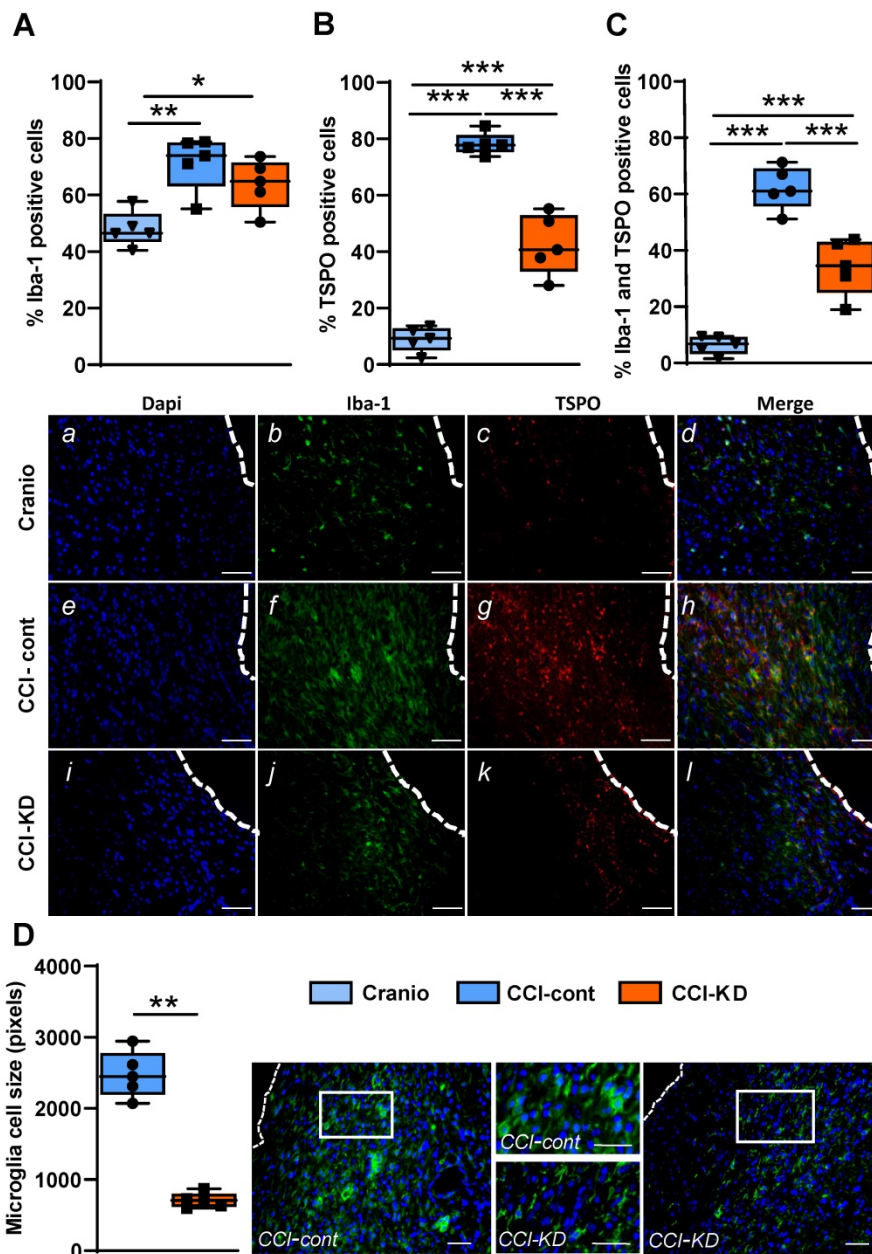 A
B
C
% Iba-1 positive cells
100
80
60
40
20
0
*
**
% TSPO positive cells
100
80
60
40
20
0
***
*** ***
% Iba-1 and TSPO positive cells
100
80
60
40
20
0
***
*** ***
Dapi Iba-1 TSPO Merge
Cranio
a b c d
CCI- cont
e f g h
CCI-KD
i j k l
D
Microglia cell size (pixels)
4000
3000
2000
1000
0
**
Cranio CCI-cont CCI-KD
CCI-cont
CCI-cont
CCI-KD
CCI-KD